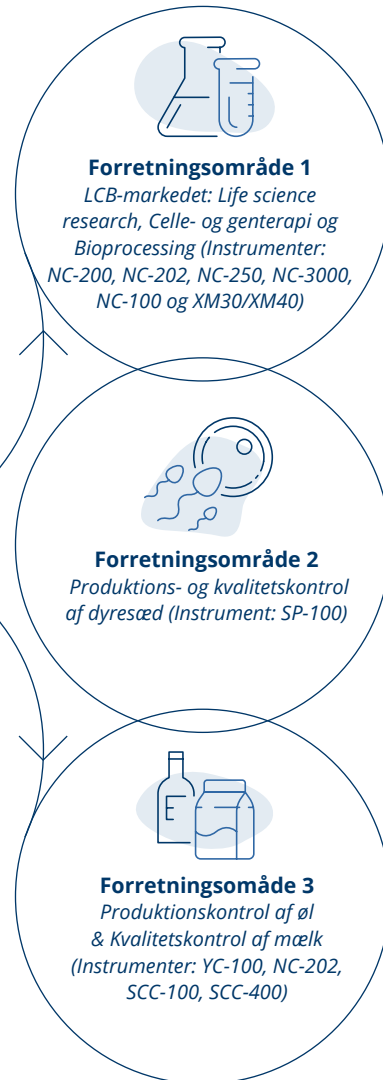 Forretningsområde 1
LCB-markedet: Life science
research, Celle- og genterapi og
Bioprocessing (Instrumenter:
NC-200, NC-202, NC-250, NC-3000,
NC-100 og XM30/XM40)
Forretningsområde 2
Produktions- og kvalitetskontrol
af dyresæd (Instrument: SP-100)
Forretningsomåde 3
Produktionskontrol af øl
& Kvalitetskontrol af mælk
(Instrumenter: YC-100, NC-202,
SCC-100, SCC-400)